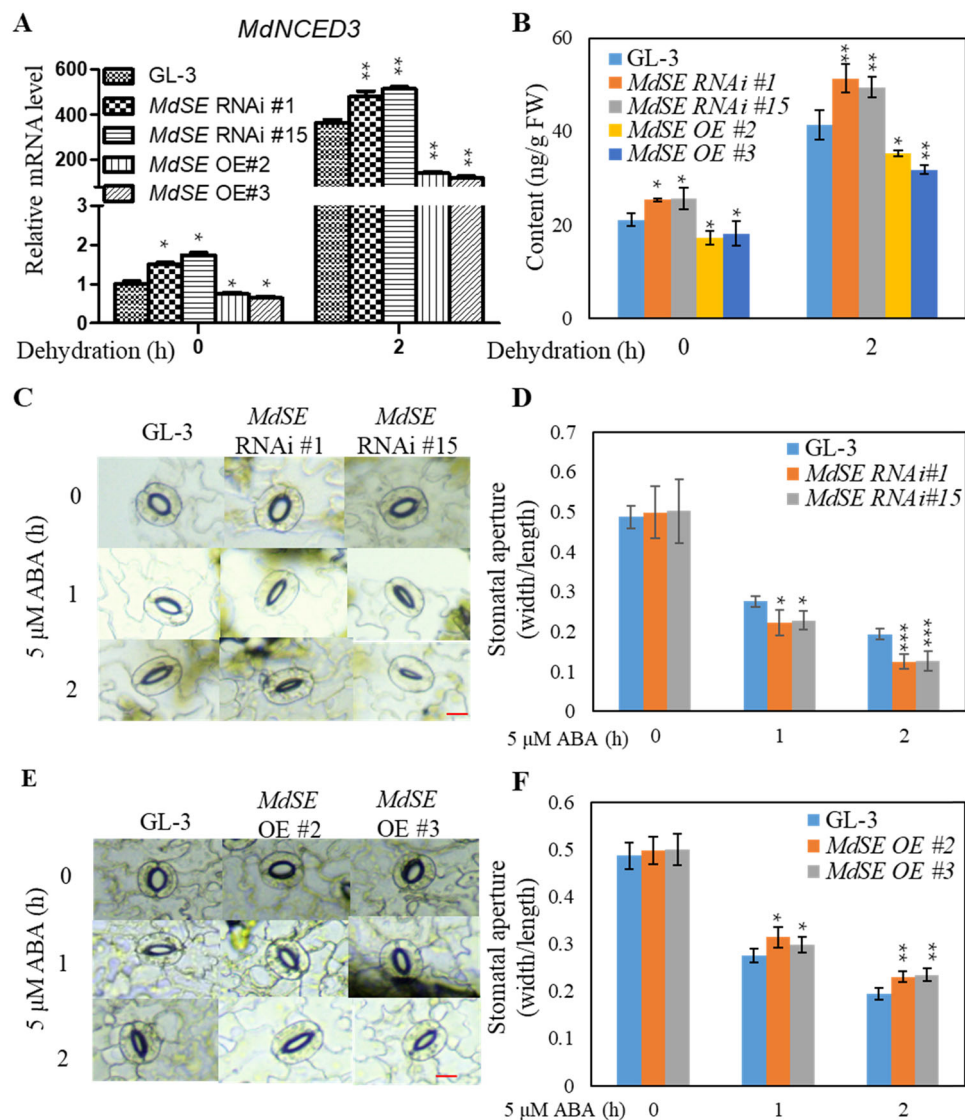 A
MdNCED3
Relative mRNA level
600
400
200
3
2
1
0
GL-3
MdSE RNAi #1
MdSE RNAi #15
MdSE OE#2
MdSE OE#3
* * * *
** ** ** **
Dehydration (h)
0
2
B
Content (ng/g FW)
60
40
20
0
GL-3
MdSE RNAi #1
MdSE RNAi #15
MdSE OE #2
MdSE OE #3
* * * *
** ** * **
Dehydration (h)
0
2
C
GL-3
MdSE
RNAi #1
MdSE
RNAi #15
5 μM ABA (h)
0
1
2
D
Stomatal aperture
(width/length)
0.7
0.6
0.5
0.4
0.3
0.2
0.1
0
GL-3
MdSE RNAi#1
MdSE RNAi#15
* *
*** ***
5 μM ABA (h)
0
1
2
E
GL-3
MdSE
OE #2
MdSE
OE #3
5 μM ABA (h)
0
1
2
F
Stomatal aperture
(width/length)
0.6
0.5
0.4
0.3
0.2
0.1
0
GL-3
MdSE OE #2
MdSE OE #3
* *
** **
5 μM ABA (h)
0
1
2